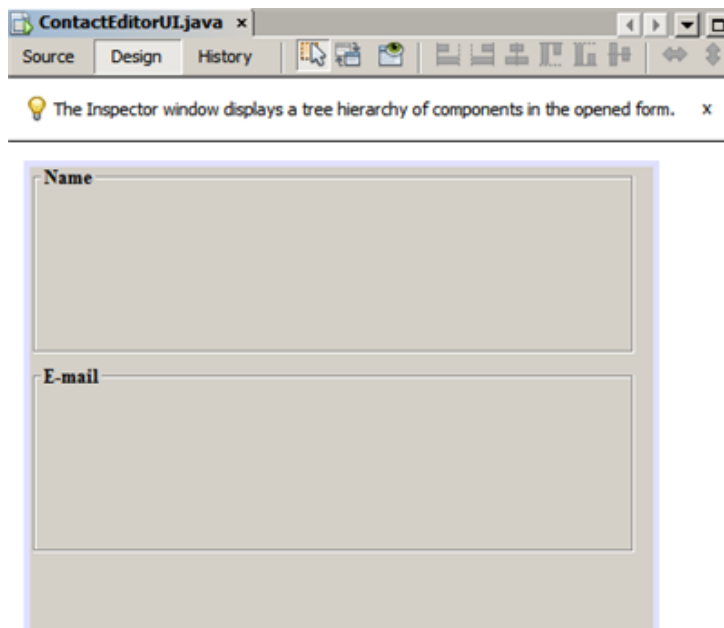 ContactEditorUI.java x
Source Design History
The Inspector window displays a tree hierarchy of components in the opened form. x
Name
E-mail